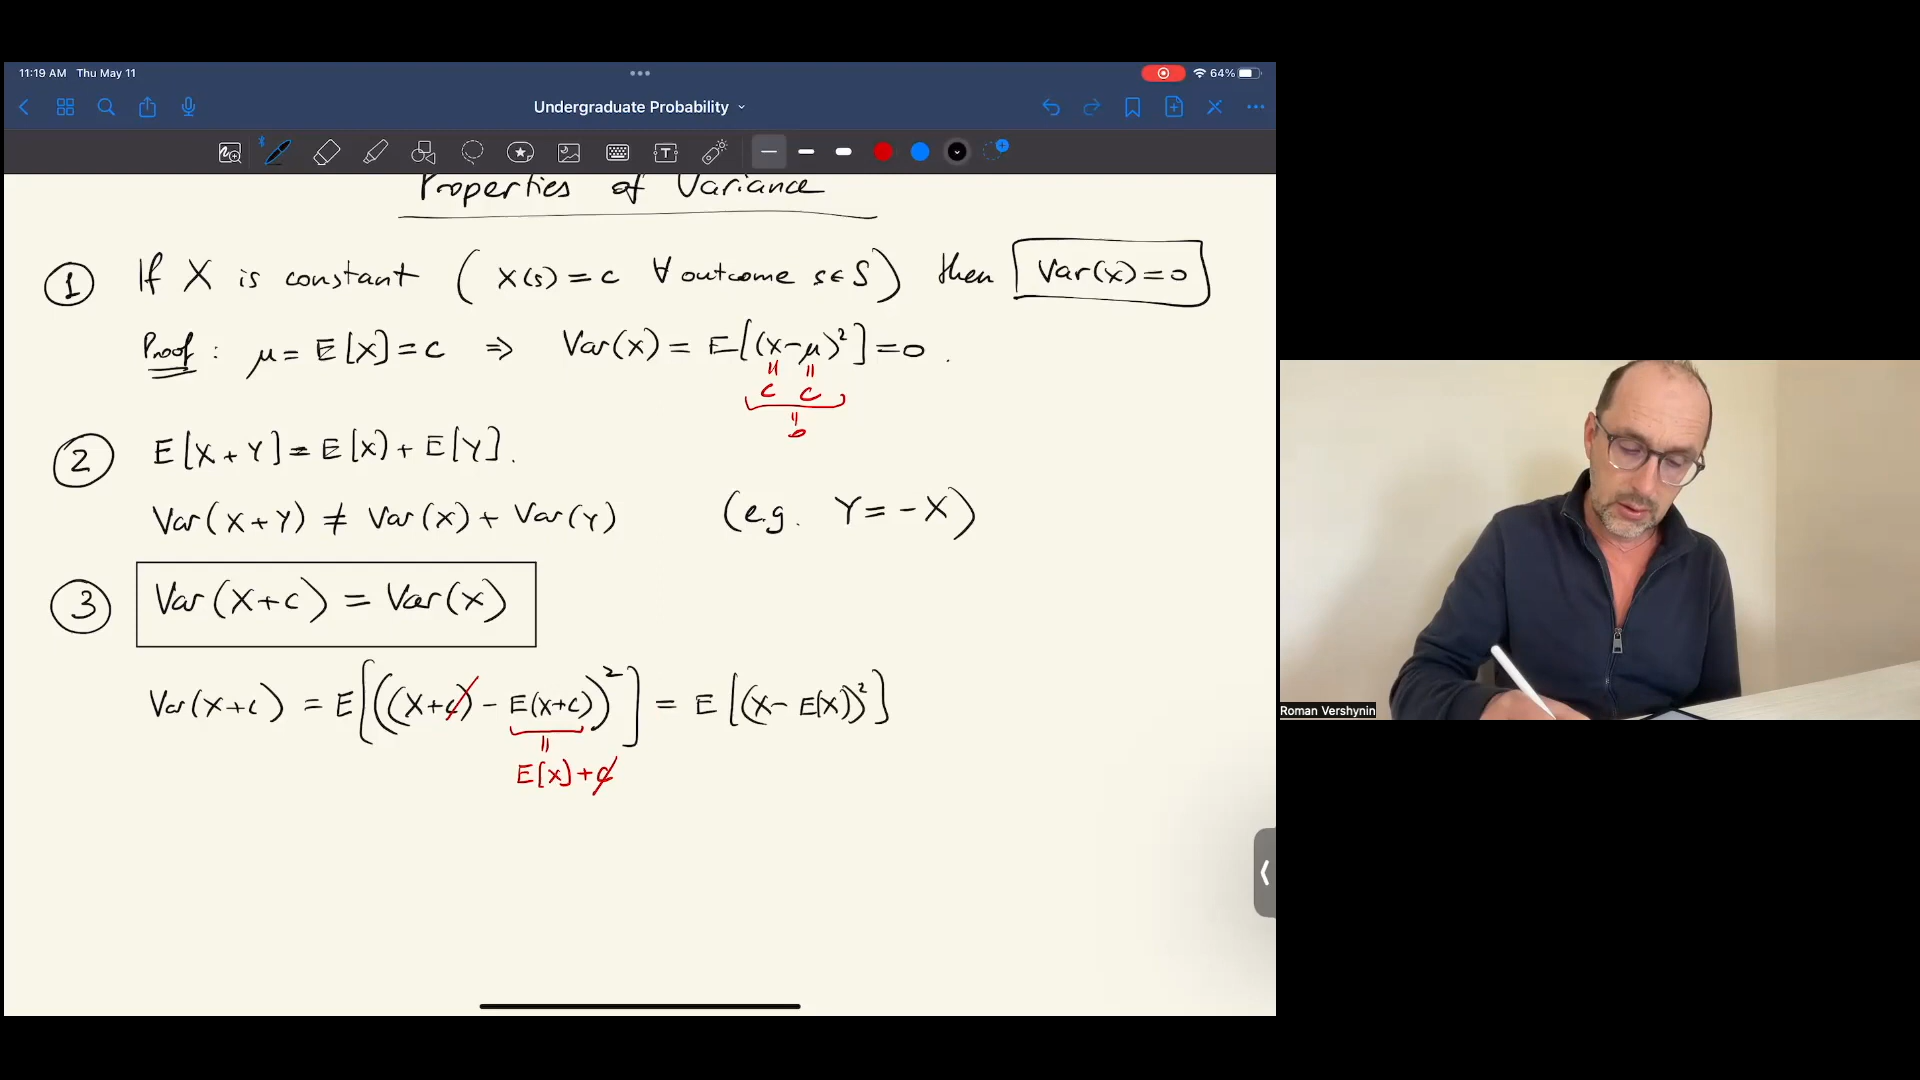 11:19 AM Thu May 11
64%
Undergraduate Probability
Properties of Variance
① If X is constant (X(s) = c ∀ outcome s∈S) then Var(X) = 0
Proof: μ = E[X] = c ⇒ Var(X) = E[(X-μ)²] = 0.
= =
c c
=
0
② E[X+Y] = E[X] + E[Y].
Var(X+Y) ≠ Var(X) + Var(Y) (e.g. Y = -X)
③ Var(X+c) = Var(X)
Var(X+c) = E[((X+c) - E(X+c))²] = E[(X - E(X))²]
=
E[X] + c
Roman Vershynin